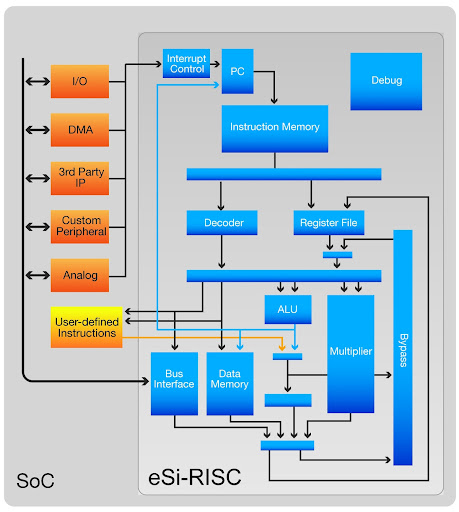 Interrupt
Control
PC
Debug
I/O
DMA
Instruction Memory
3rd Party
IP
Custom
Peripheral
Decoder
Register File
Analog
User-defined
Instructions
ALU
Multiplier
Bypass
Bus
Interface
Data
Memory
SoC
eSi-RISC